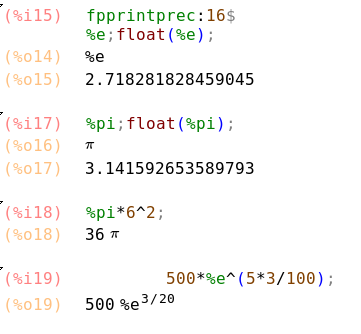 (%i15) fpprintprec:16$
%e;float(%e);
(%o14) %e
(%o15) 2.718281828459045
(%i17) %pi;float(%pi);
(%o16) π
(%o17) 3.141592653589793
(%i18) %pi*6^2;
(%o18) 36 π
(%i19) 500*%e^(5*3/100);
(%o19) 500 %e^3/20